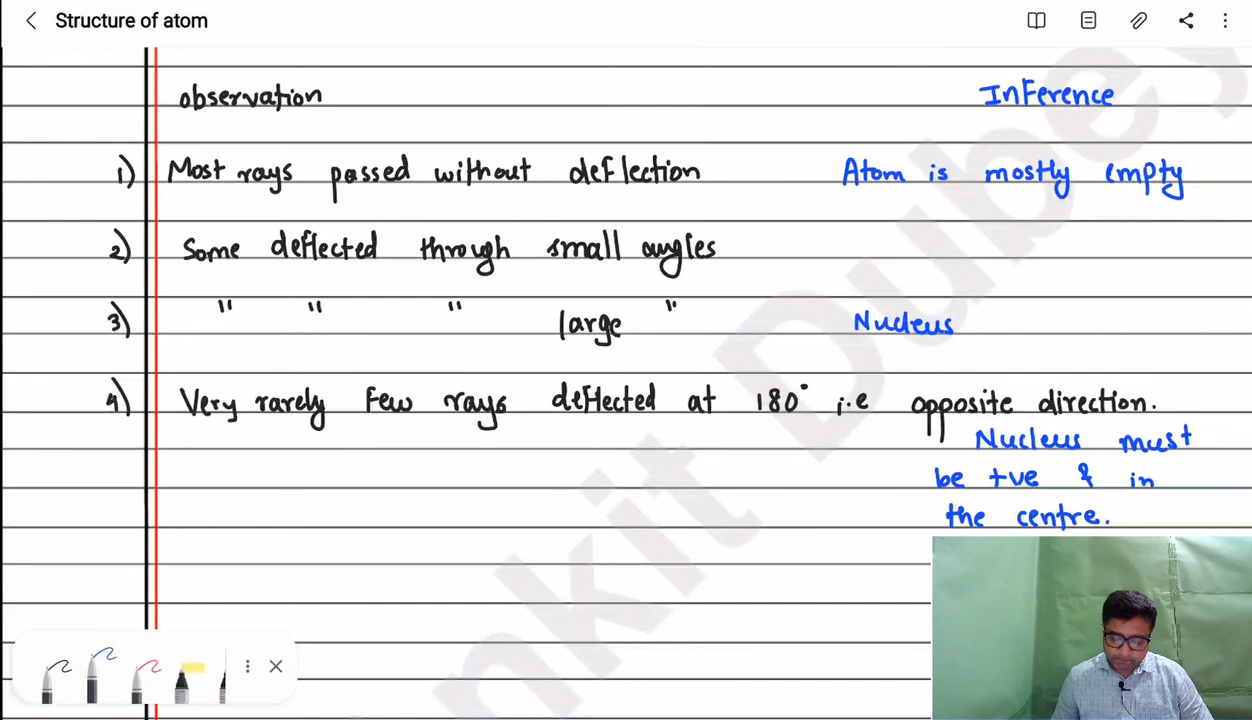 Structure of atom
observation Inference
1) Most rays passed without deflection Atom is mostly empty
2) Some deflected through small angles
3) " " " large " Nucleus
4) Very rarely few rays deflected at 180° i.e opposite direction.
Nucleus must
be +ve & in
the centre.
nkit Dubey